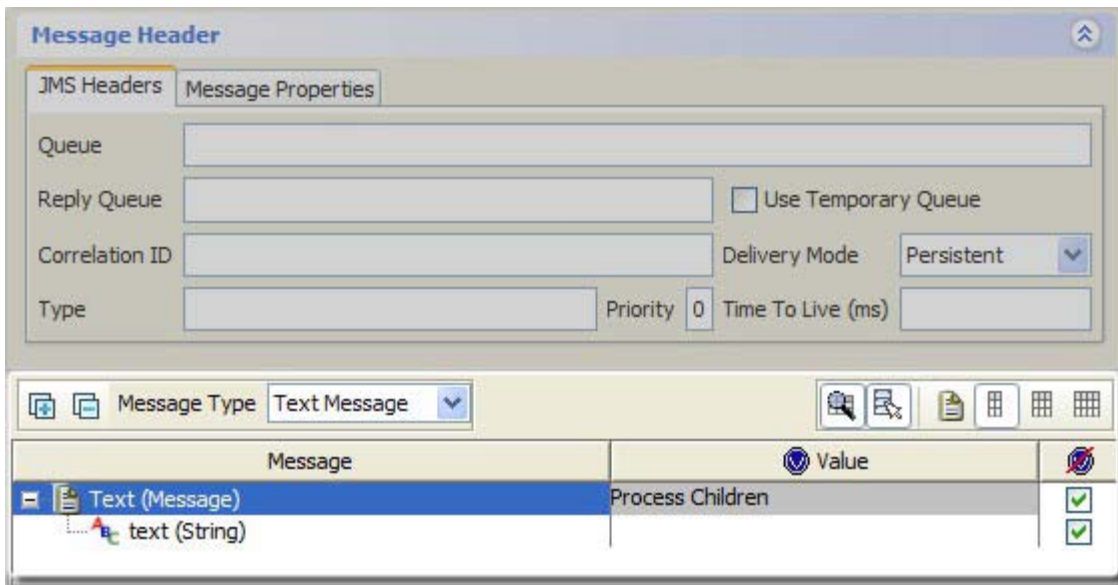 Message Header
JMS Headers Message Properties
Queue
Reply Queue Use Temporary Queue
Correlation ID Delivery Mode Persistent
Type Priority 0 Time To Live (ms)
Message Type Text Message
Message Value
Text (Message) Process Children
ABC text (String)